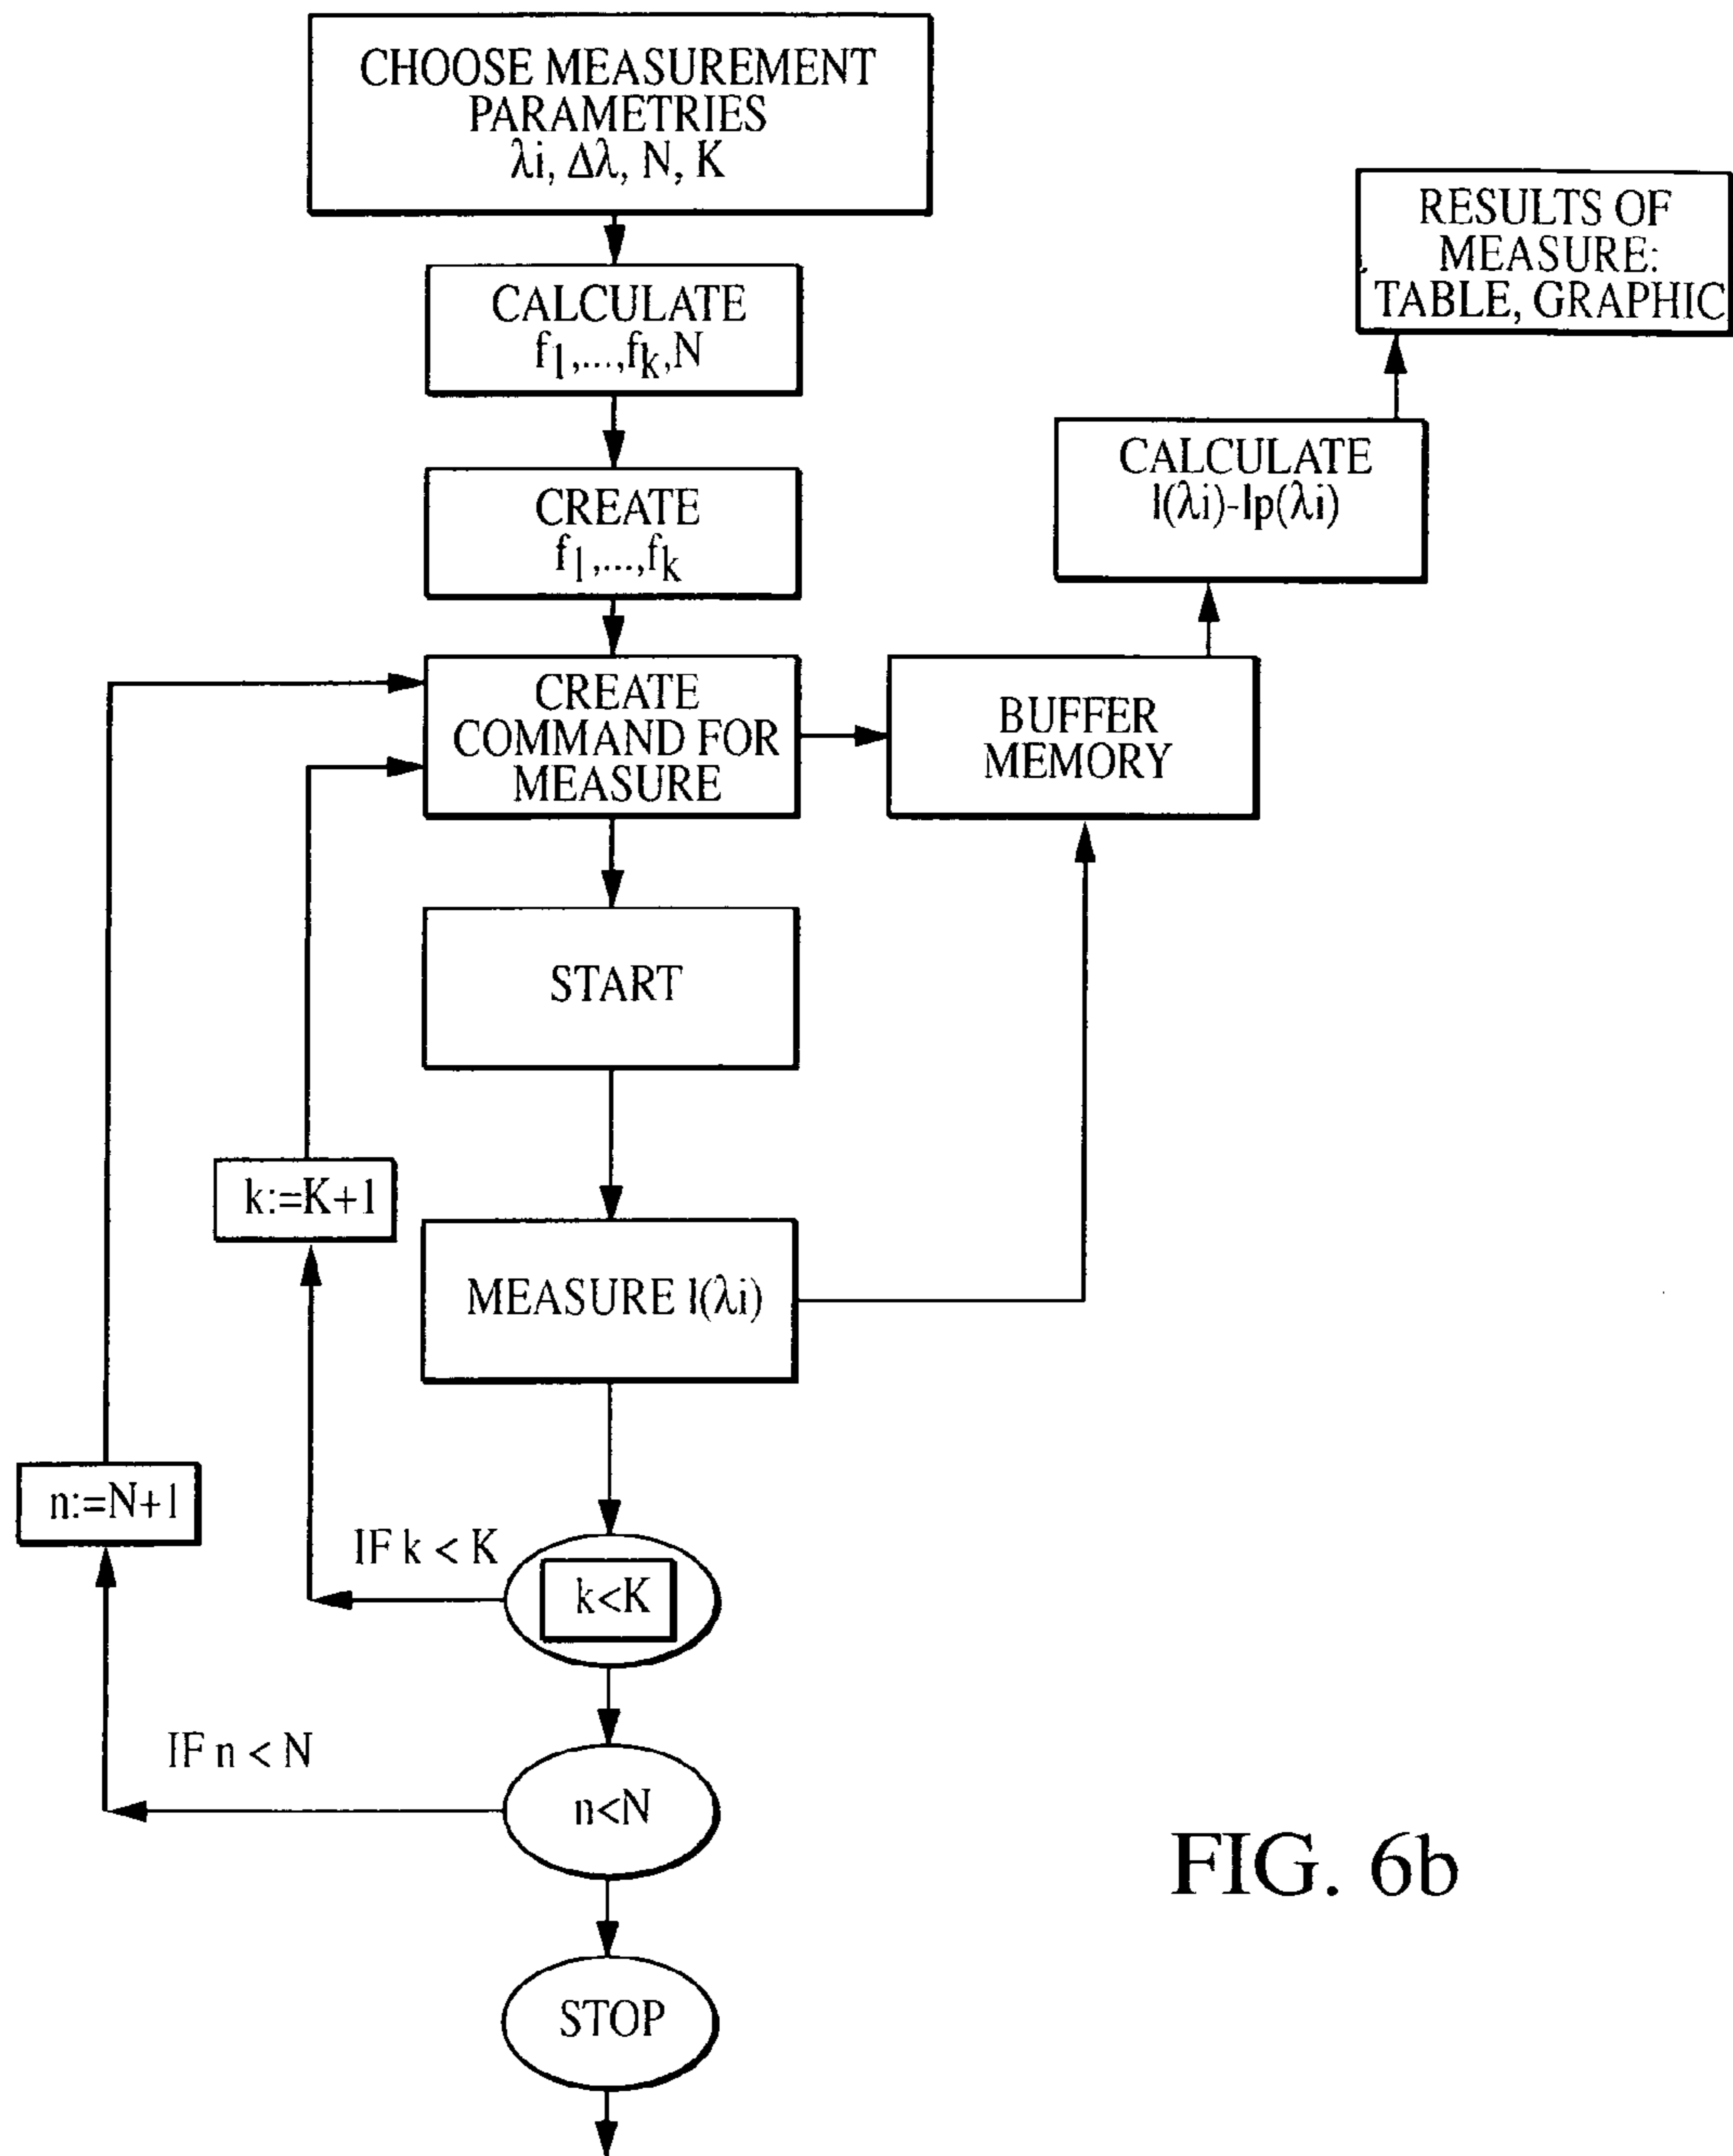 CHOOSE MEASUREMENT
PARAMETRIES
λi, Δλ, N, K
CALCULATE
f1,...,fk,N
CREATE
f1,...,fk
CREATE
COMMAND FOR
MEASURE
BUFFER
MEMORY
CALCULATE
I(λi)-Ip(λi)
RESULTS OF
MEASURE:
TABLE, GRAPHIC
START
MEASURE I(λi)
k:=K+1
n:=N+1
IF k < K
k<K
IF n < N
n<N
STOP
FIG. 6b